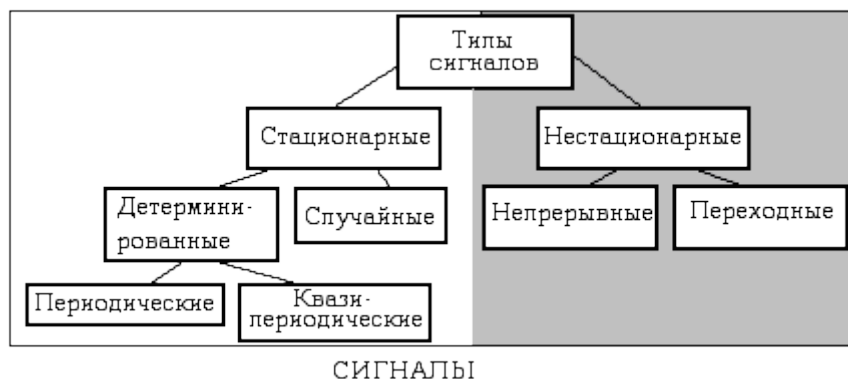 Типы
сигналов
Стационарные
Нестационарные
Детермини-
рованные
Случайные
Непрерывные
Переходные
Периодические
Квази-
периодические
СИГНАЛЫ